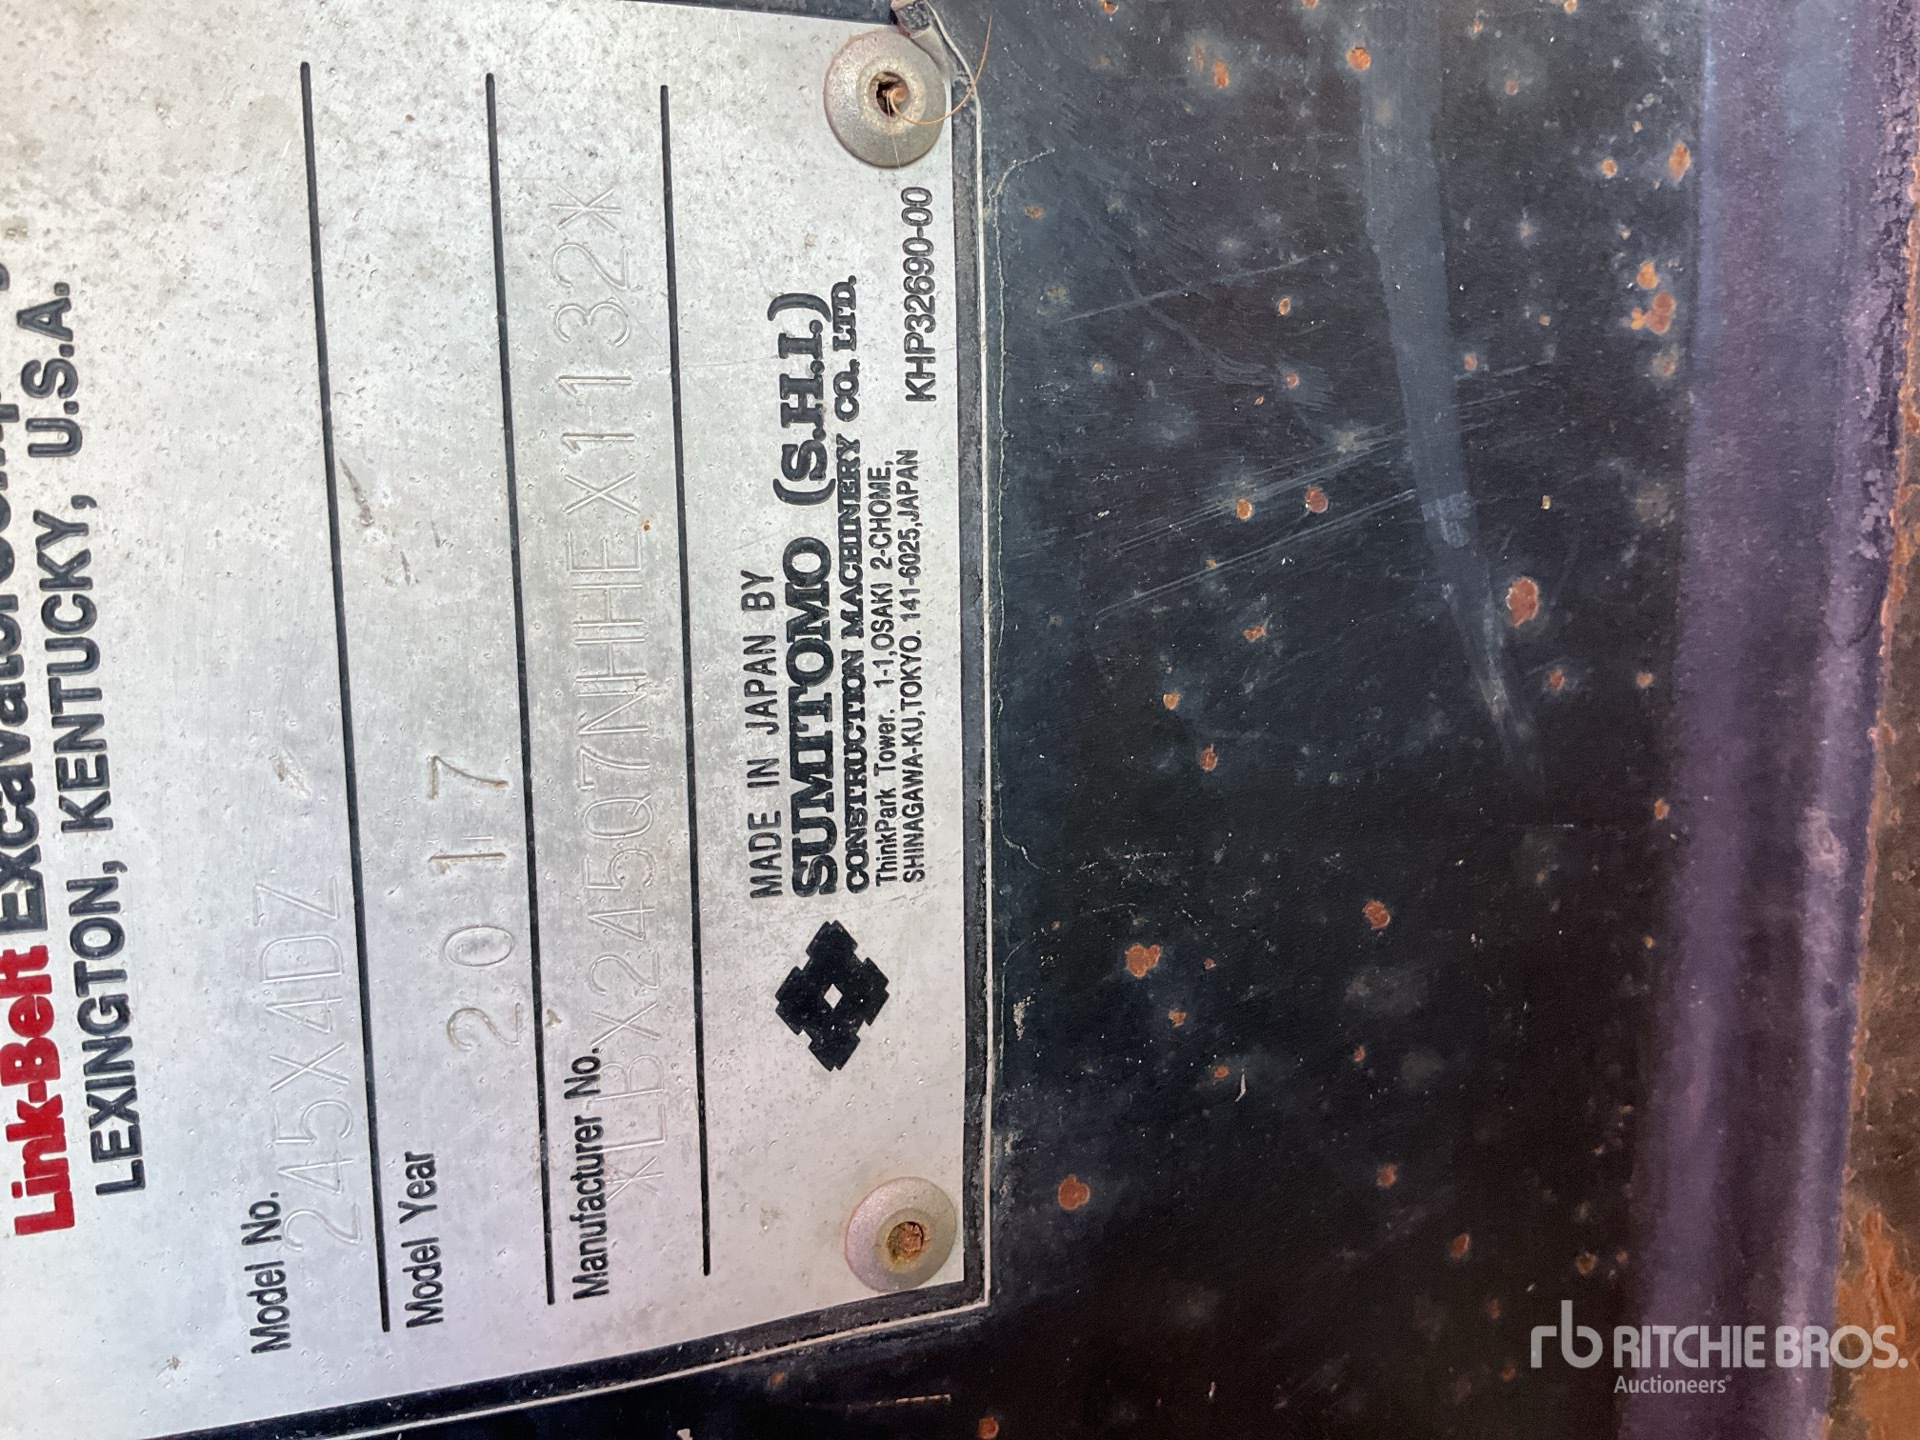 Link-Belt Excavator
LEXINGTON, KENTUCKY, U.S.A.
Model No.
245X4DZ
Model Year
2017
Manufacturer No.
*LBX245Q7NHHEX1132*
MADE IN JAPAN BY
SUMITOMO (S.H.I.)
CONSTRUCTION MACHINERY CO., LTD.
ThinkPark Tower. 1-1,OSAKI 2-CHOME,
SHINAGAWA-KU,TOKYO. 141-6025,JAPAN
KHP32690-00
rb RITCHIE BROS.
Auctioneers